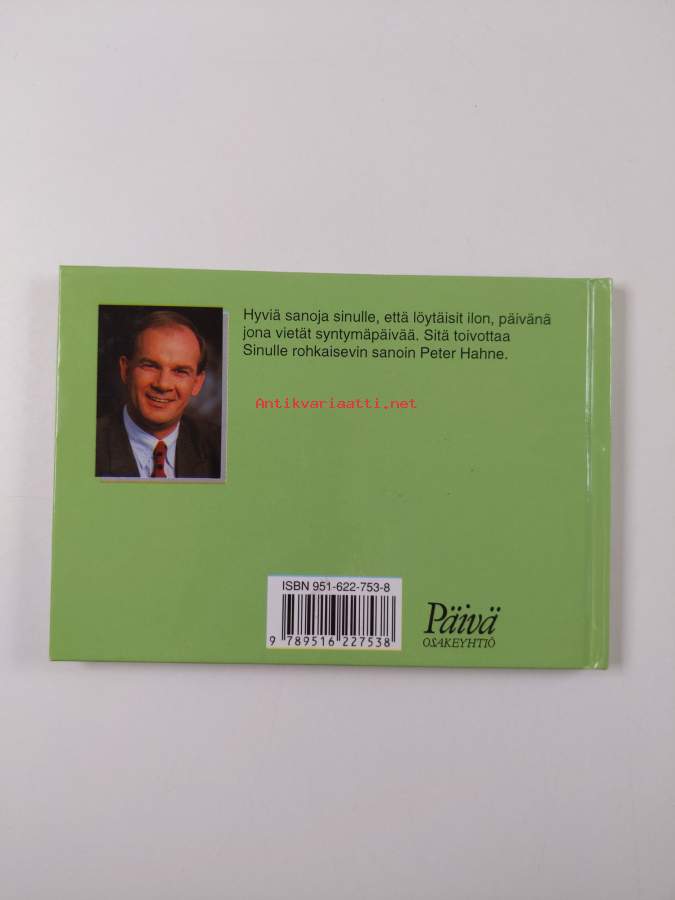 Hyviä sanoja sinulle, että löytäisit ilon, päivänä
jona vietät syntymäpäivää. Sitä toivottaa
Sinulle rohkaisevin sanoin Peter Hahne.
Antikvariaatti.net
ISBN 951-622-753-8
9 789516 227538
Päivä
OSAKEYHTIÖ